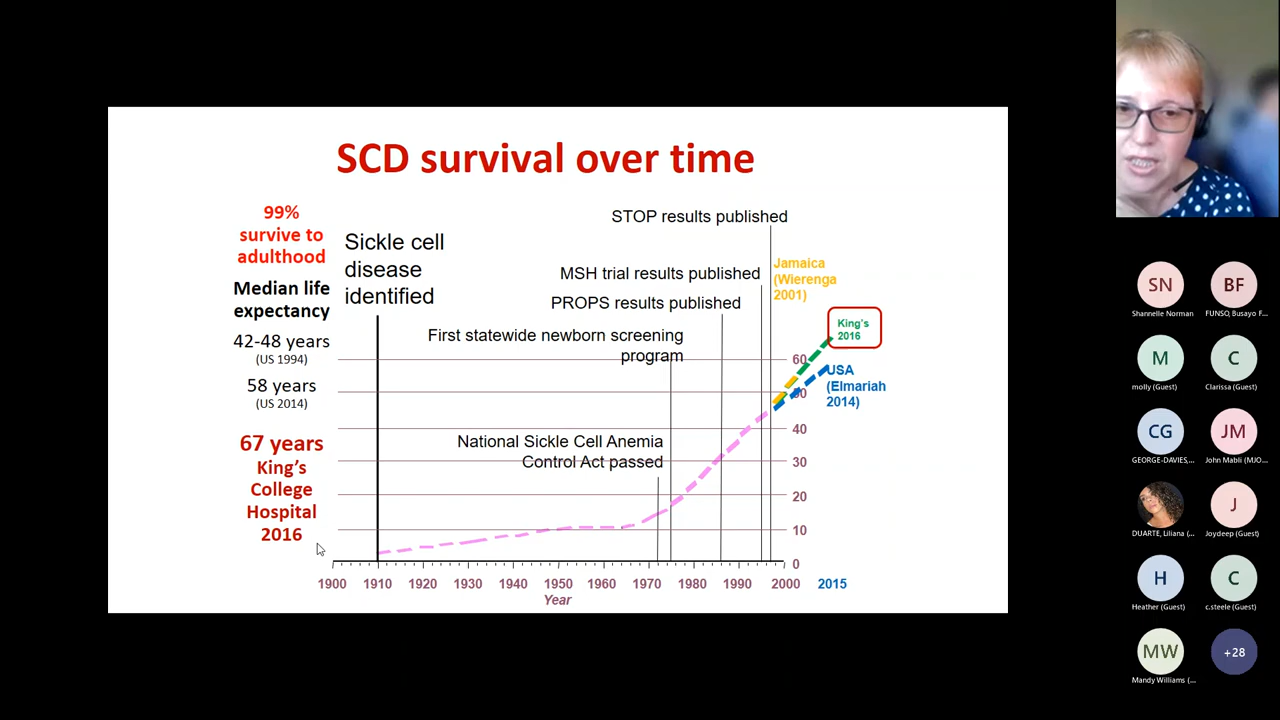 SCD survival over time
99%
survive to
adulthood
Median life
expectancy
42-48 years
(US 1994)
58 years
(US 2014)
67 years
King's
College
Hospital
2016
Sickle cell
disease
identified
STOP results published
MSH trial results published
PROPS results published
First statewide newborn screening
program
National Sickle Cell Anemia
Control Act passed
Jamaica
(Wierenga
2001)
King's
2016
USA
(Elmariah
2014)
60
50
40
30
20
10
0
1900 1910 1920 1930 1940 1950 1960 1970 1980 1990 2000 2015
Year
SN BF
Shannelle Norman FUNSO, Busayo F...
M C
molly (Guest) Clarissa (Guest)
CG JM
GEORGE-DAVIES,... John Mabli (MJO...
J
DUARTE, Liliana (... Joydeep (Guest)
H C
Heather (Guest) c.steele (Guest)
MW +28
Mandy Williams (...